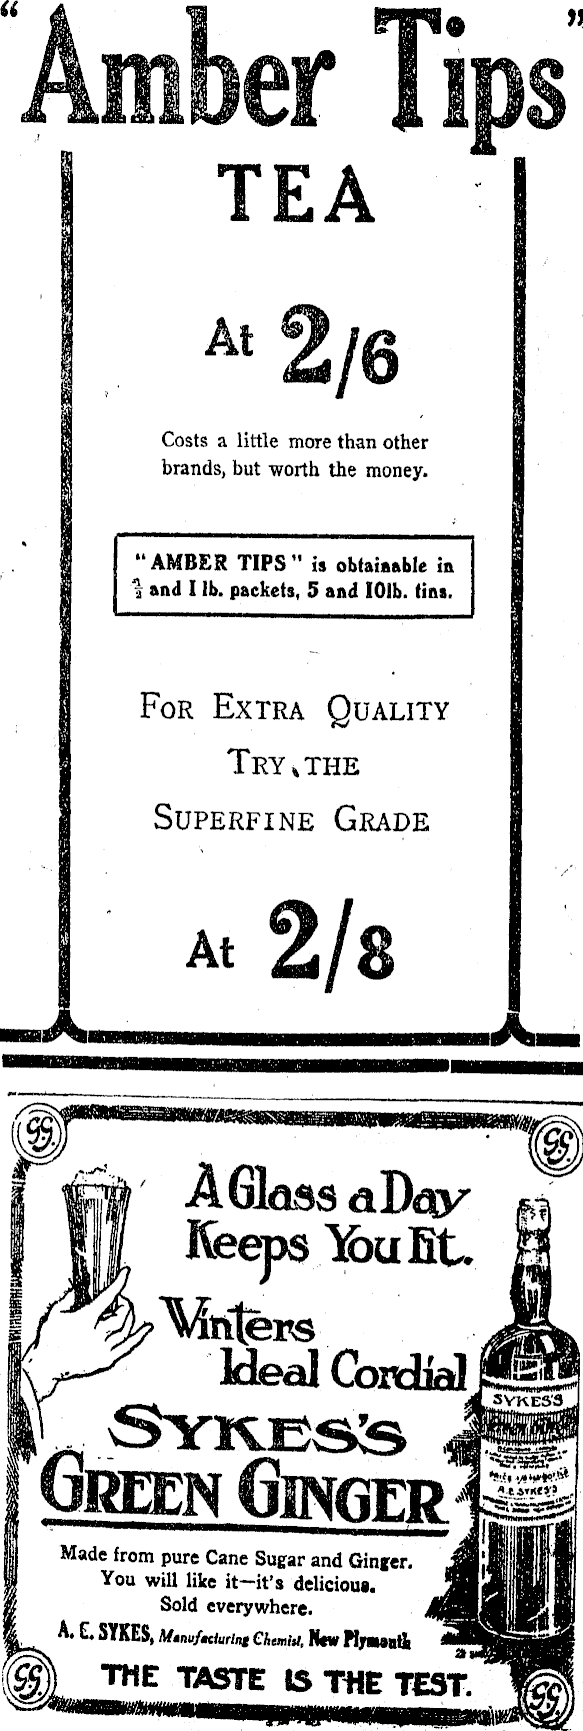 “Amber Tips”
TEA
At 2/6
Costs a little more than other
brands, but worth the money.
“AMBER TIPS” is obtainable in
½ and 1 lb. packets, 5 and 10lb. tins.
FOR EXTRA QUALITY
TRY THE
SUPERFINE GRADE
At 2/8
G.G.
G.G.
A Glass a Day
Keeps You Fit.
Winters
Ideal Cordial
SYKES'S
SYKES'S
GREEN GINGER
A.E. SYKES'S
Made from pure Cane Sugar and Ginger.
You will like it—it's delicious.
Sold everywhere.
A. E. SYKES, Manufacturing Chemist, New Plymouth
THE TASTE IS THE TEST.
G.G.
G.G.